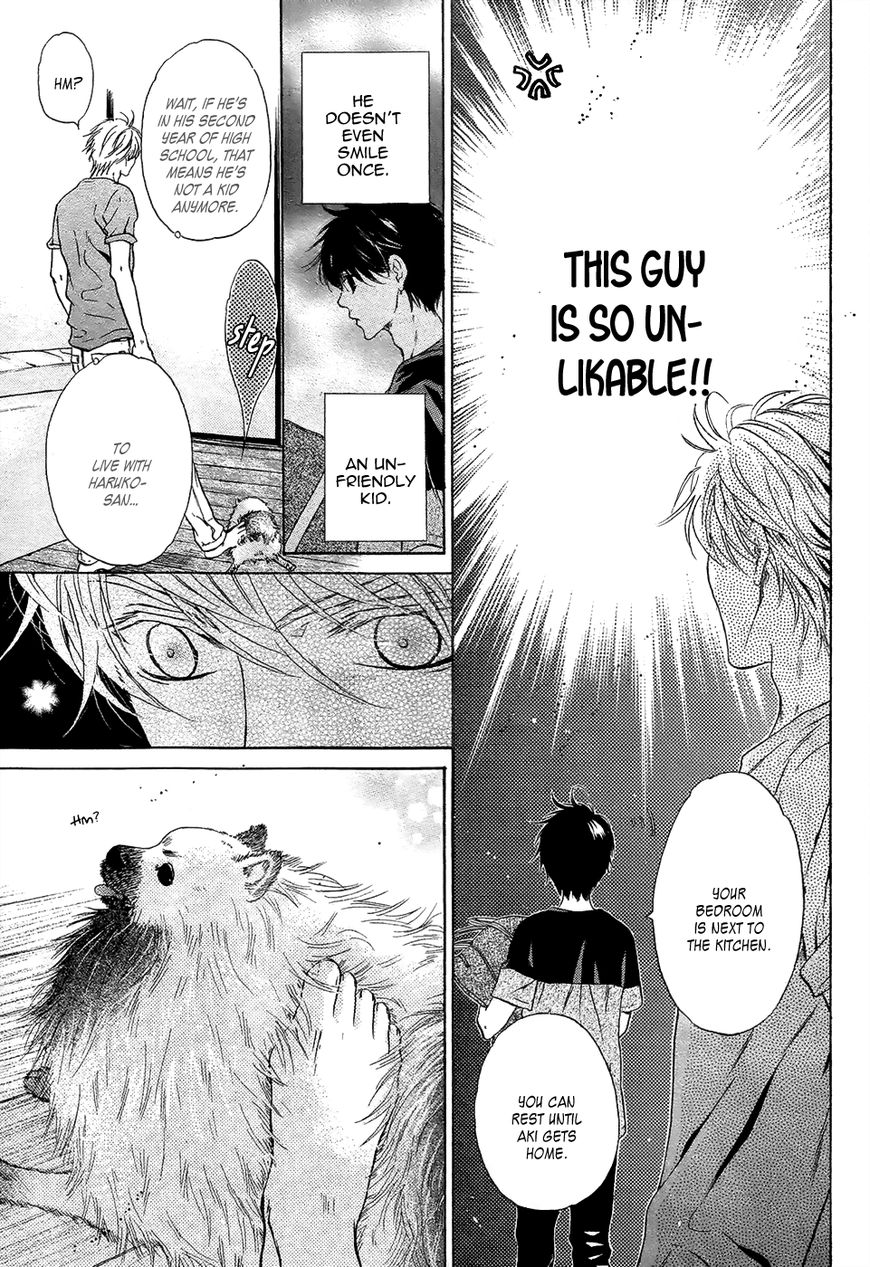 THIS GUY
IS SO UN-
LIKABLE!!
YOUR
BEDROOM
IS NEXT TO
THE KITCHEN.
YOU CAN
REST UNTIL
AKI GETS
HOME.
HE
DOESN'T
EVEN
SMILE
ONCE.
AN UN-
FRIENDLY
KID.
WAIT, IF HE'S
IN HIS SECOND
YEAR OF HIGH
SCHOOL, THAT
MEANS HE'S
NOT A KID
ANYMORE.
HM?
step
TO
LIVE WITH
HARUKO-
SAN...
HM?